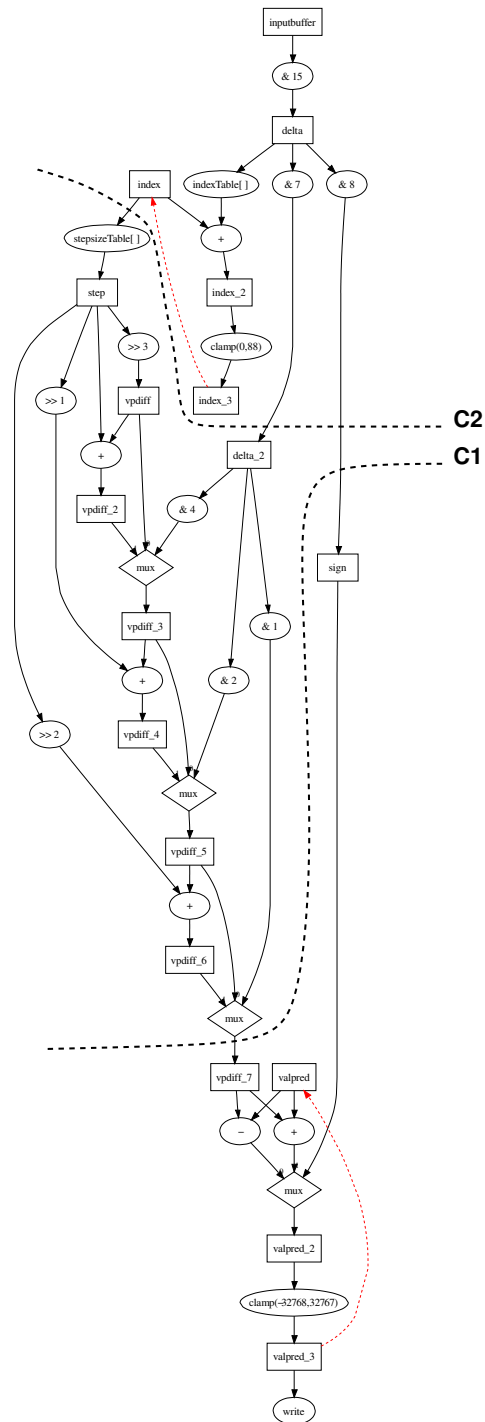 inputbuffer
& 15
delta
index
indexTable[ ]
& 7
& 8
stepsizeTable[ ]
+
step
index_2
>> 3
clamp(0,88)
>> 1
vpdiff
index_3
C2
+
delta_2
C1
vpdiff_2
& 4
mux
sign
vpdiff_3
& 1
+
& 2
>> 2
vpdiff_4
mux
vpdiff_5
+
vpdiff_6
mux
vpdiff_7
valpred
−
+
mux
valpred_2
clamp(−32768,32767)
valpred_3
write